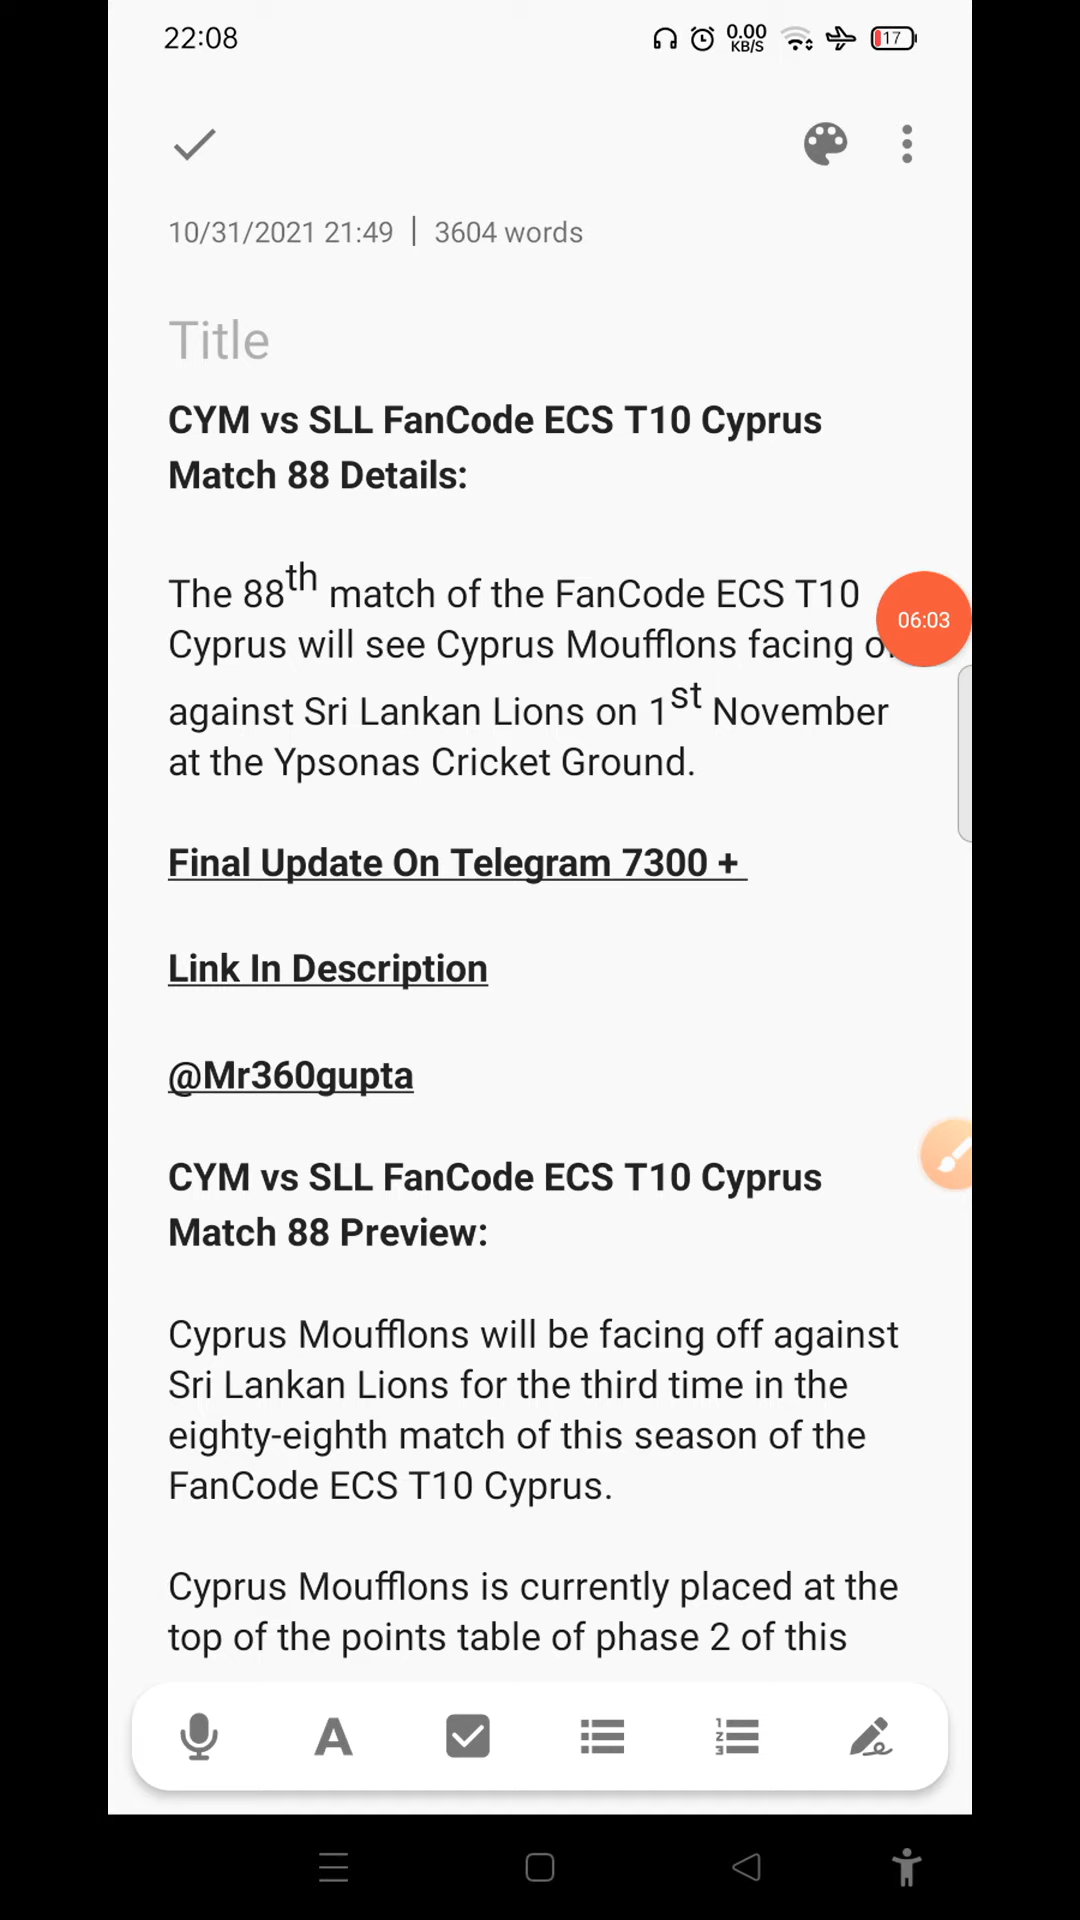 22:08
0.00
KB/S
17
10/31/2021 21:49 | 3604 words
Title
CYM vs SLL FanCode ECS T10 Cyprus
Match 88 Details:
The 88th match of the FanCode ECS T10
Cyprus will see Cyprus Moufflons facing
06:03
against Sri Lankan Lions on 1st November
at the Ypsonas Cricket Ground.
Final Update On Telegram 7300 +
Link In Description
@Mr360gupta
CYM vs SLL FanCode ECS T10 Cyprus
Match 88 Preview:
Cyprus Moufflons will be facing off against
Sri Lankan Lions for the third time in the
eighty-eighth match of this season of the
FanCode ECS T10 Cyprus.
Cyprus Moufflons is currently placed at the
top of the points table of phase 2 of this
A